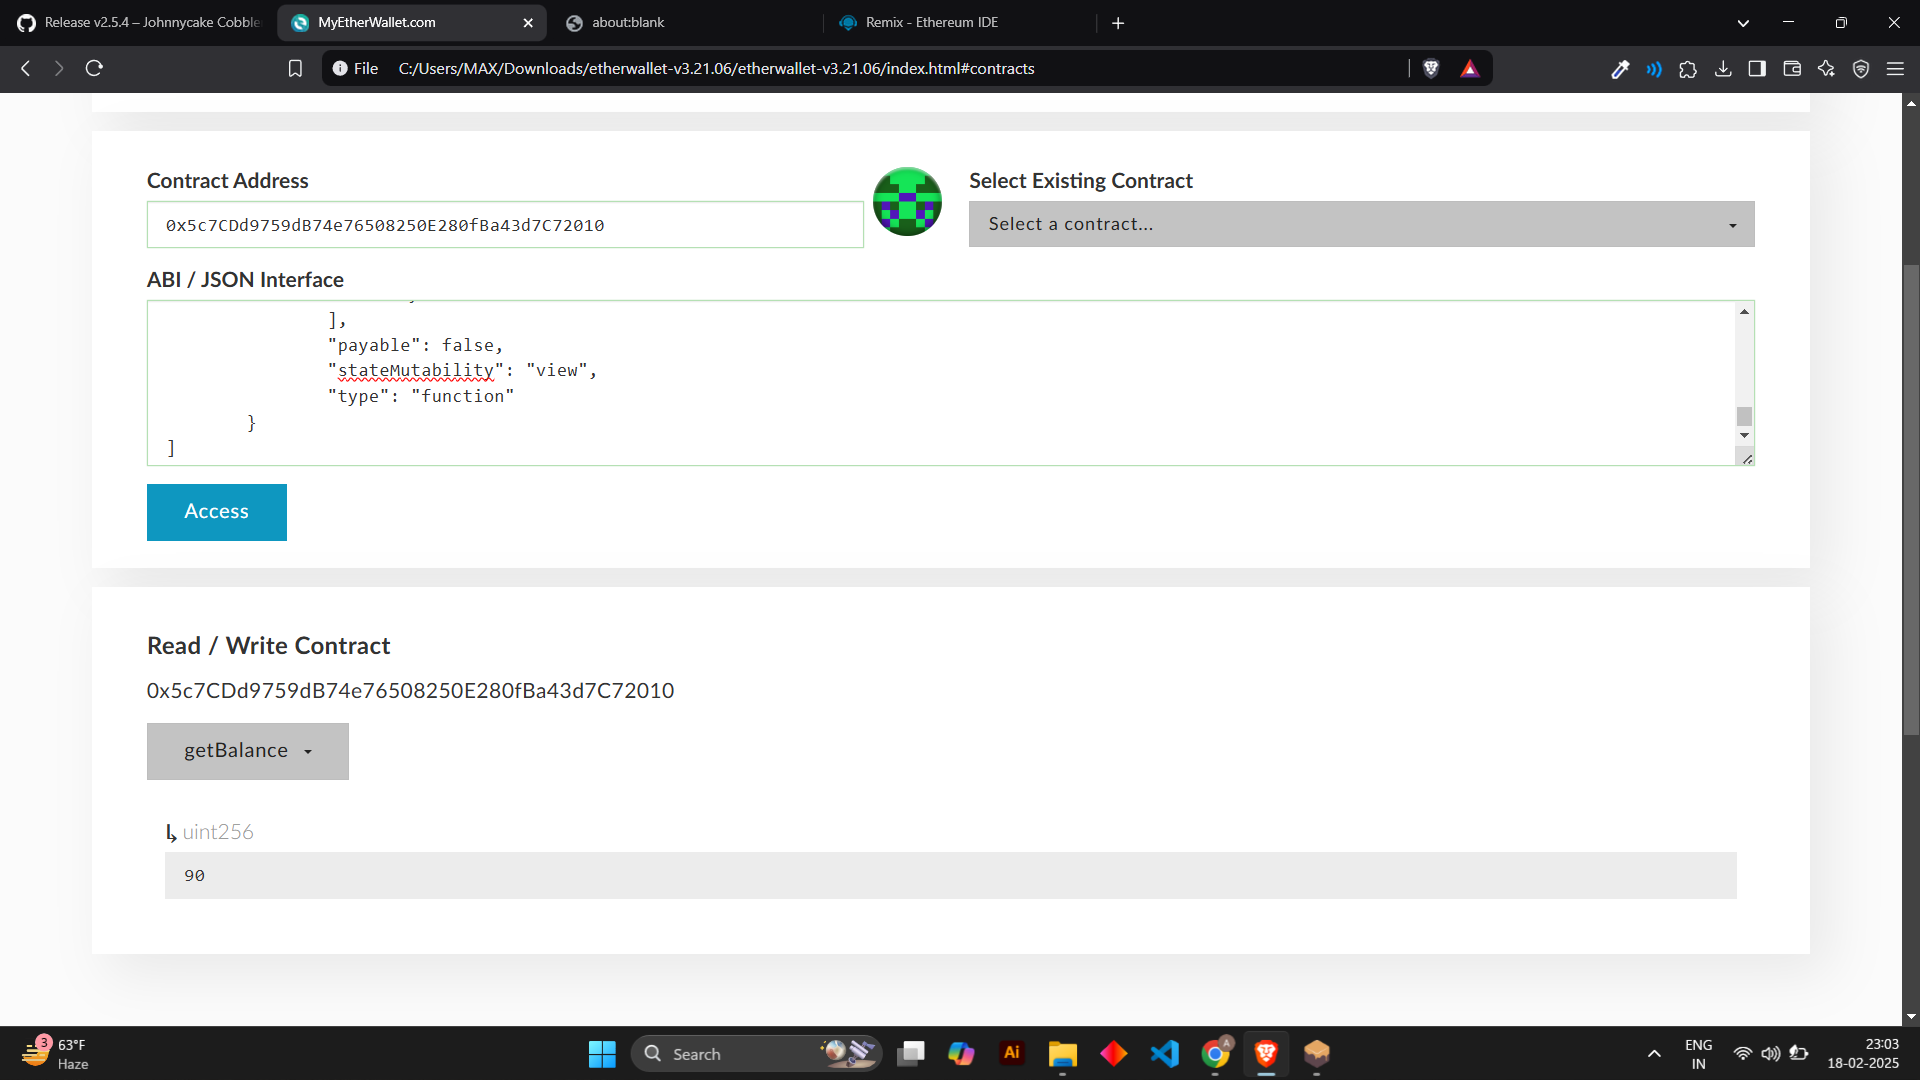 Release v2.5.4 – Johnnycake Cobble
MyEtherWallet.com
about:blank
Remix - Ethereum IDE
File
C:/Users/MAX/Downloads/etherwallet-v3.21.06/etherwallet-v3.21.06/index.html#contracts
Contract Address
Select Existing Contract
0x5c7CDd9759dB74e76508250E280fBa43d7C72010
Select a contract...
ABI / JSON Interface
],
"payable": false,
"stateMutability": "view",
"type": "function"
}
]
Access
Read / Write Contract
0x5c7CDd9759dB74e76508250E280fBa43d7C72010
getBalance
uint256
90
3
63°F
Haze
Search
Ai
A
ENG
IN
23:03
18-02-2025